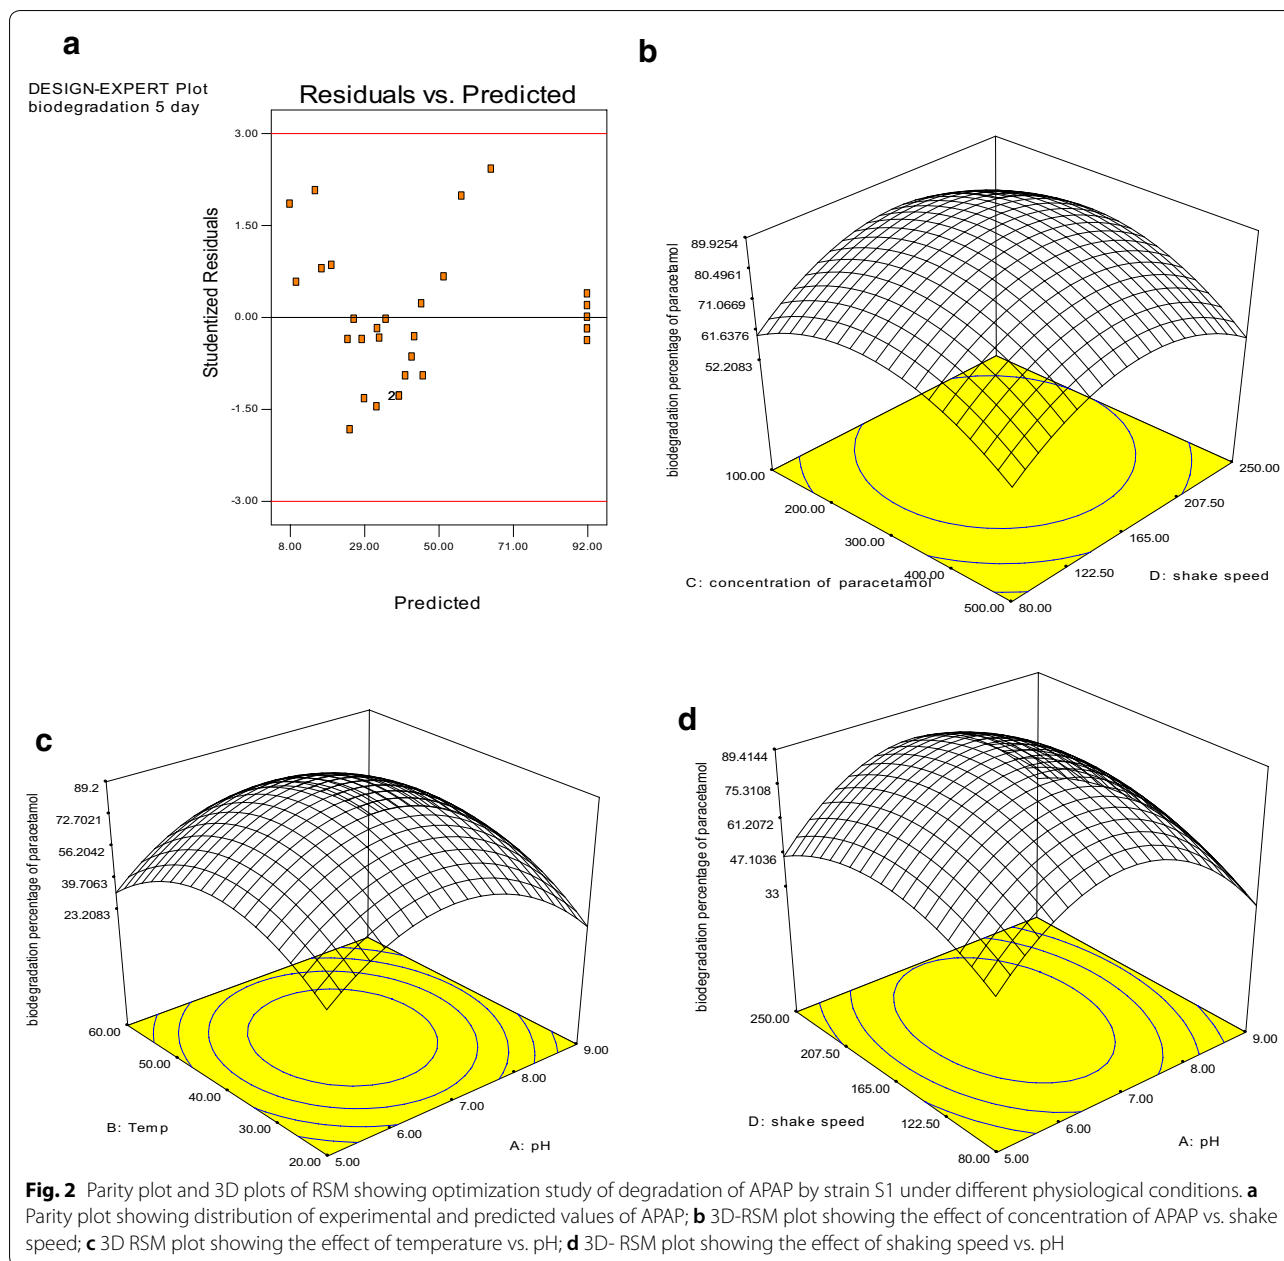 a
DESIGN-EXPERT Plot
biodegradation 5 day
Residuals vs. Predicted
Studentized Residuals
3.00
1.50
0.00
-1.50
-3.00
2
8.00 29.00 50.00 71.00 92.00
Predicted
b
biodegradation percentage of paracetamol
89.9254
80.4961
71.0669
61.6376
52.2083
100.00
200.00
300.00
400.00
500.00
C: concentration of paracetamol
80.00
122.50
165.00
207.50
250.00
D: shake speed
c
biodegradation percentage of paracetamol
89.2
72.7021
56.2042
39.7063
23.2083
60.00
50.00
40.00
30.00
20.00
B: Temp
5.00
6.00
7.00
8.00
9.00
A: pH
d
biodegradation percentage of paracetamol
89.4144
75.3108
61.2072
47.1036
33
250.00
207.50
165.00
122.50
80.00
D: shake speed
5.00
6.00
7.00
8.00
9.00
A: pH
Fig. 2 Parity plot and 3D plots of RSM showing optimization study of degradation of APAP by strain S1 under different physiological conditions. a
Parity plot showing distribution of experimental and predicted values of APAP; b 3D-RSM plot showing the effect of concentration of APAP vs. shake
speed; c 3D RSM plot showing the effect of temperature vs. pH; d 3D- RSM plot showing the effect of shaking speed vs. pH